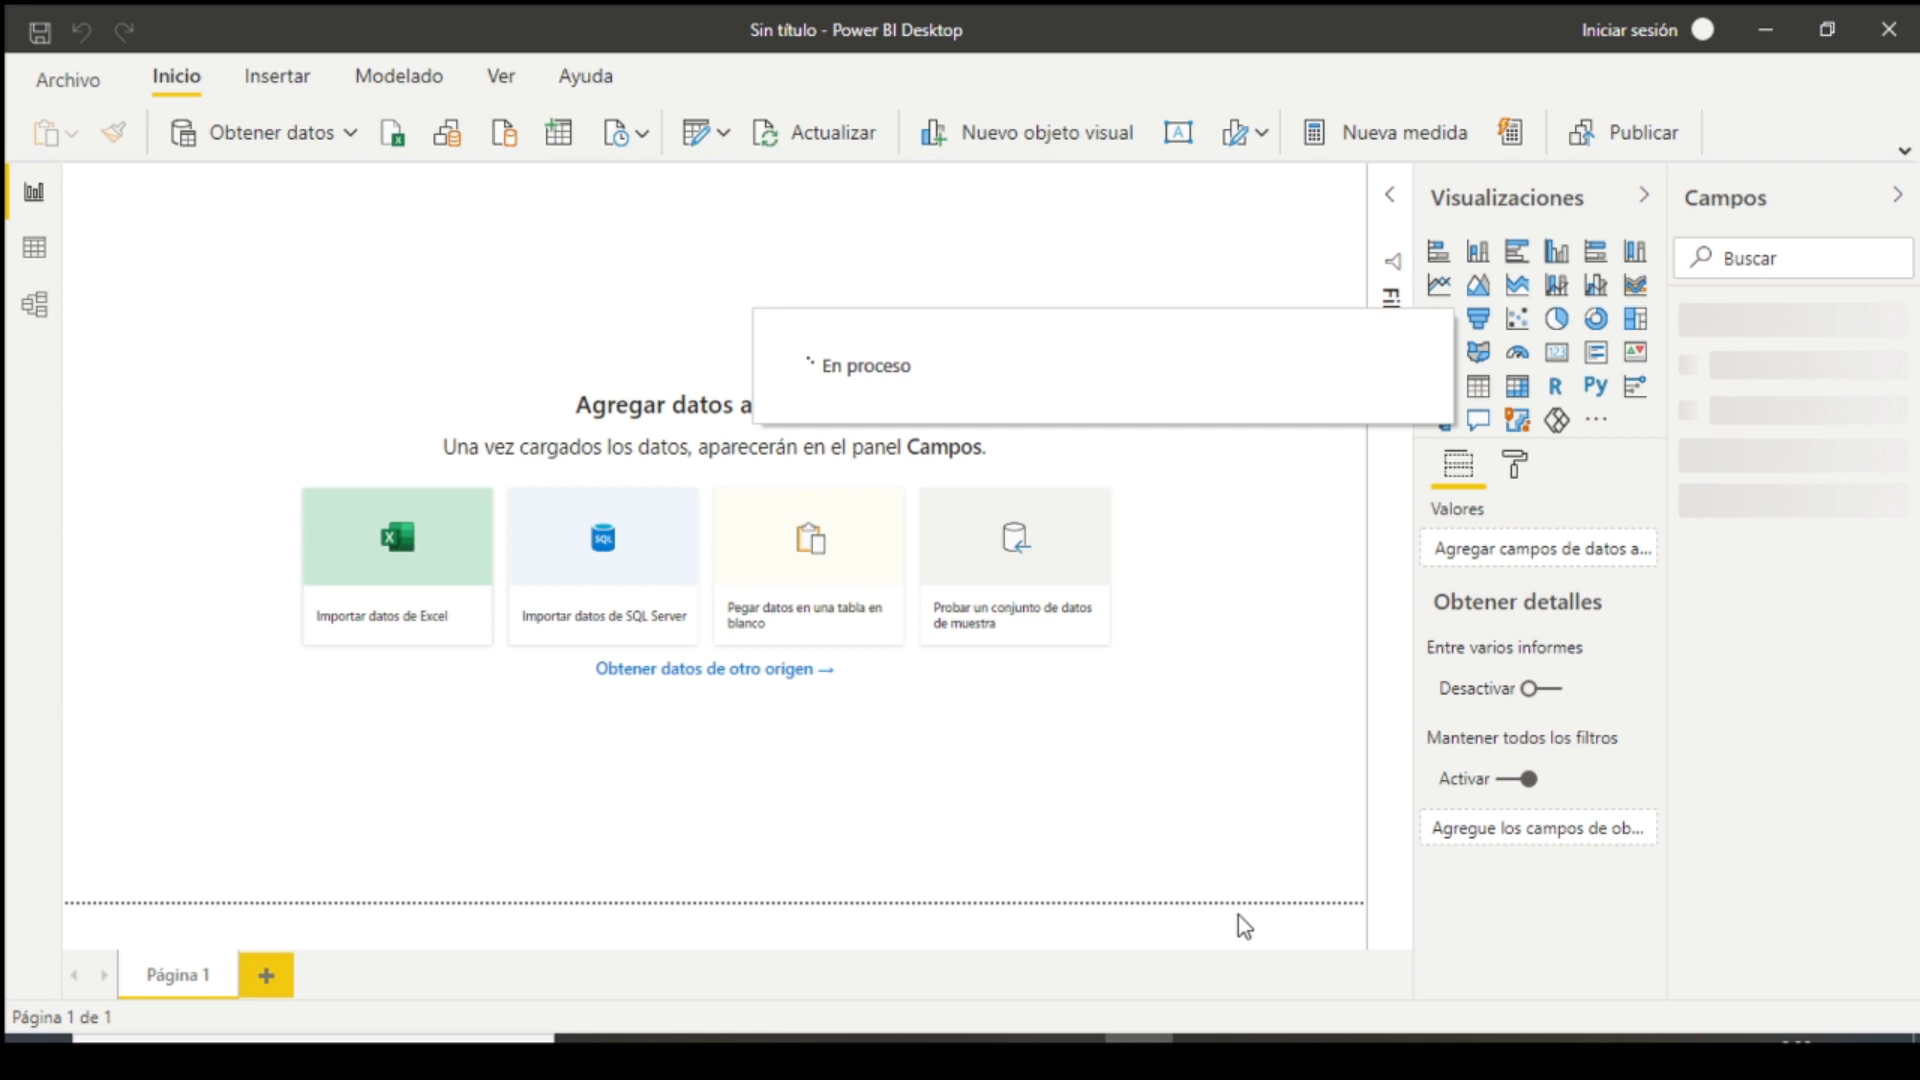 Sin título - Power BI Desktop
Iniciar sesión
Archivo
Inicio
Insertar
Modelado
Ver
Ayuda
Obtener datos
Actualizar
Nuevo objeto visual
Nueva medida
Publicar
Visualizaciones
Campos
Buscar
Fil
En proceso
Agregar datos a
Una vez cargados los datos, aparecerán en el panel Campos.
123
R
Py
SQL
Importar datos de Excel
Importar datos de SQL Server
Pegar datos en una tabla en
blanco
Probar un conjunto de datos
de muestra
Obtener datos de otro origen →
Valores
Agregar campos de datos a...
Obtener detalles
Entre varios informes
Desactivar
Mantener todos los filtros
Activar
Agregue los campos de ob...
Página 1
Página 1 de 1